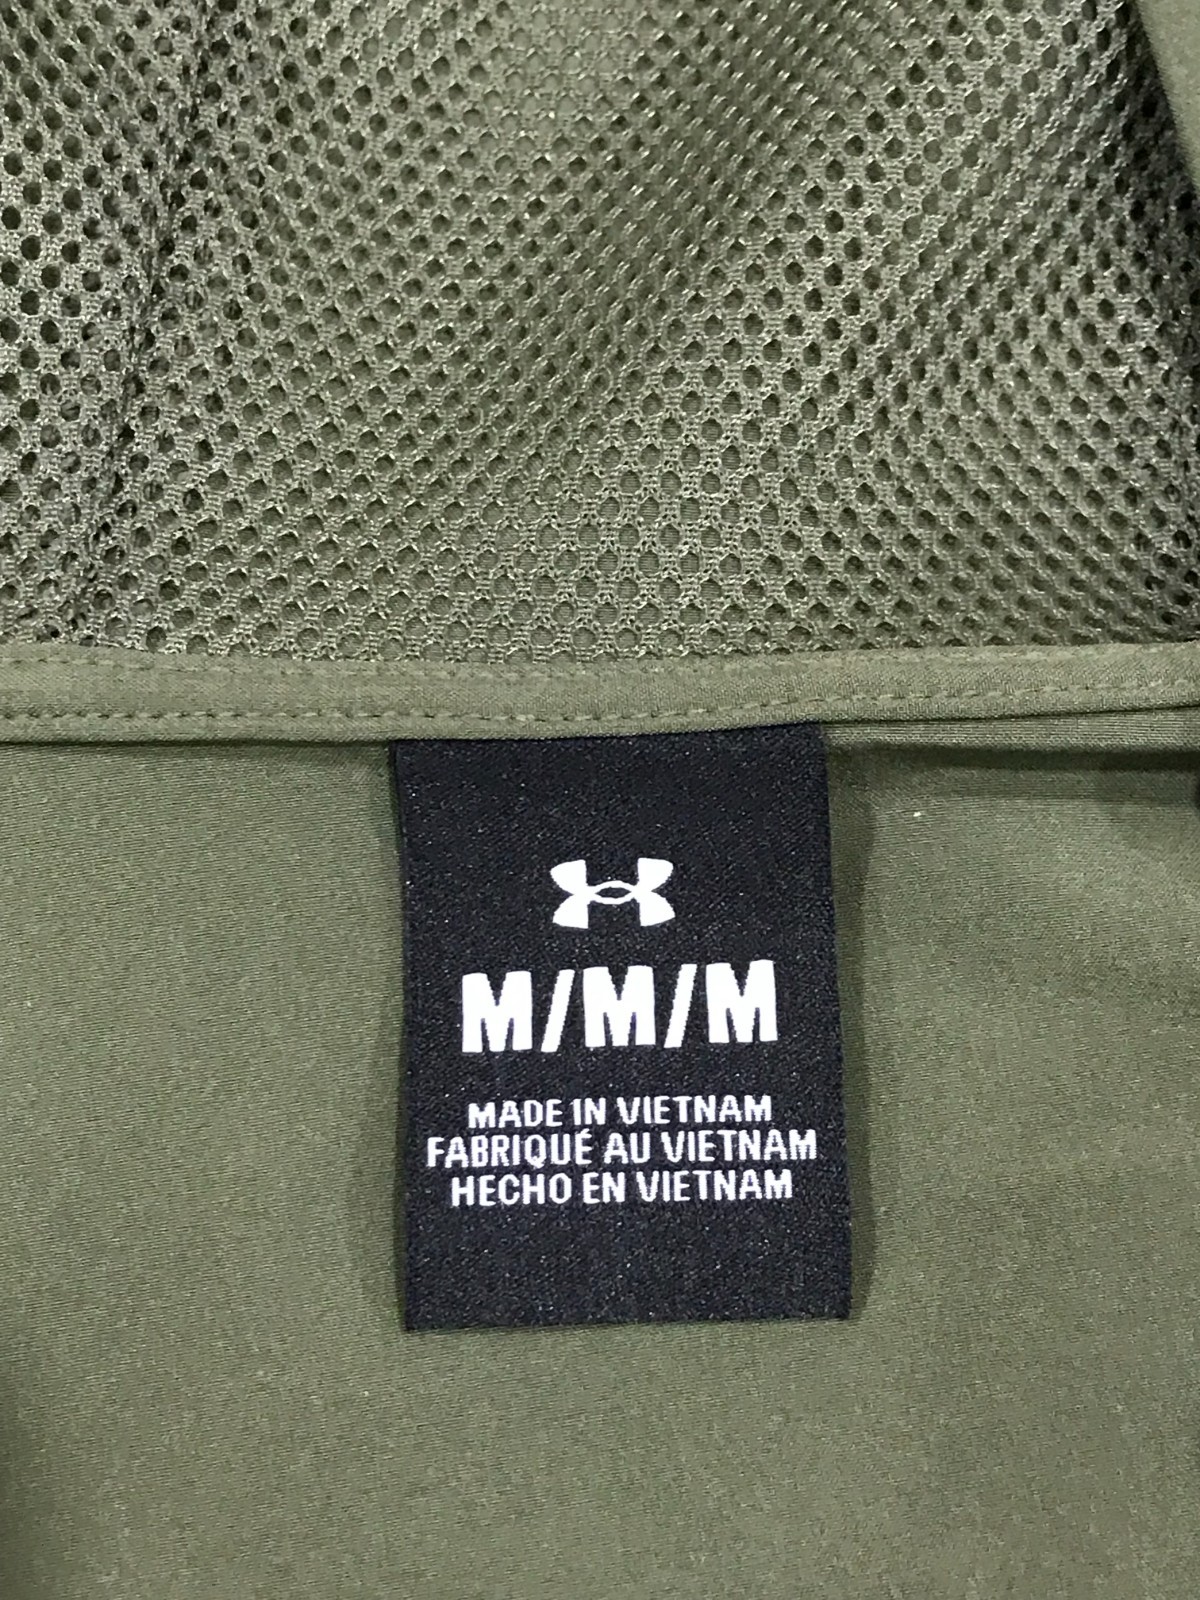 M/M/M
MADE IN VIETNAM
FABRIQUÉ AU VIETNAM
HECHO EN VIETNAM